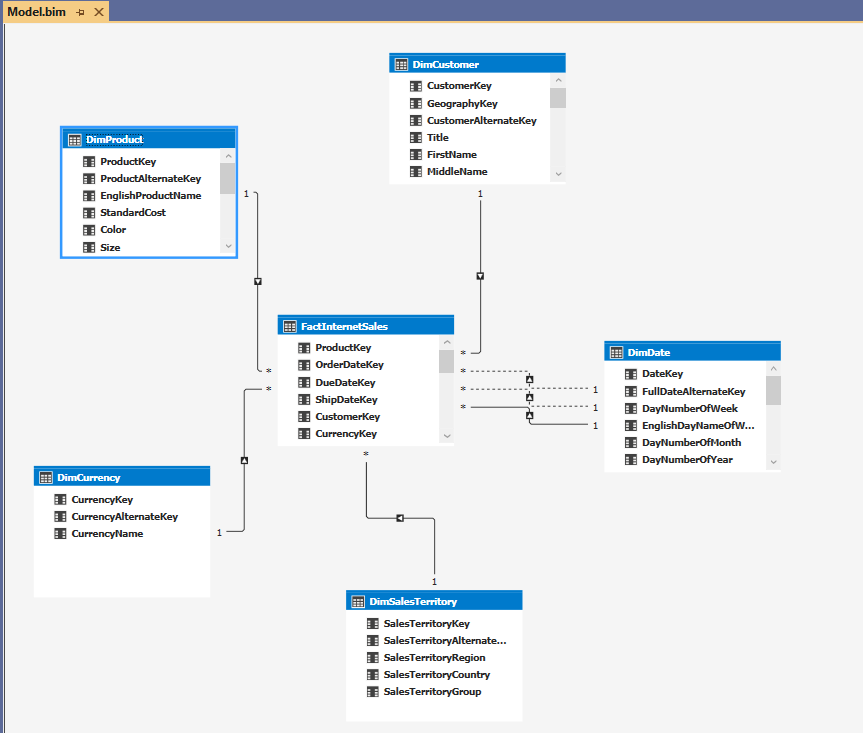 Model.bim
DimCustomer
CustomerKey
GeographyKey
CustomerAlternateKey
Title
FirstName
MiddleName
1
DimProduct
ProductKey
ProductAlternateKey
EnglishProductName
StandardCost
Color
Size
1
FactInternetSales
ProductKey
OrderDateKey
DueDateKey
ShipDateKey
CustomerKey
CurrencyKey
*
*
*
*
*
*
*
DimDate
DateKey
FullDateAlternateKey
DayNumberOfWeek
EnglishDayNameOfW...
DayNumberOfMonth
DayNumberOfYear
1
1
1
DimCurrency
CurrencyKey
CurrencyAlternateKey
CurrencyName
1
1
DimSalesTerritory
SalesTerritoryKey
SalesTerritoryAlternate...
SalesTerritoryRegion
SalesTerritoryCountry
SalesTerritoryGroup